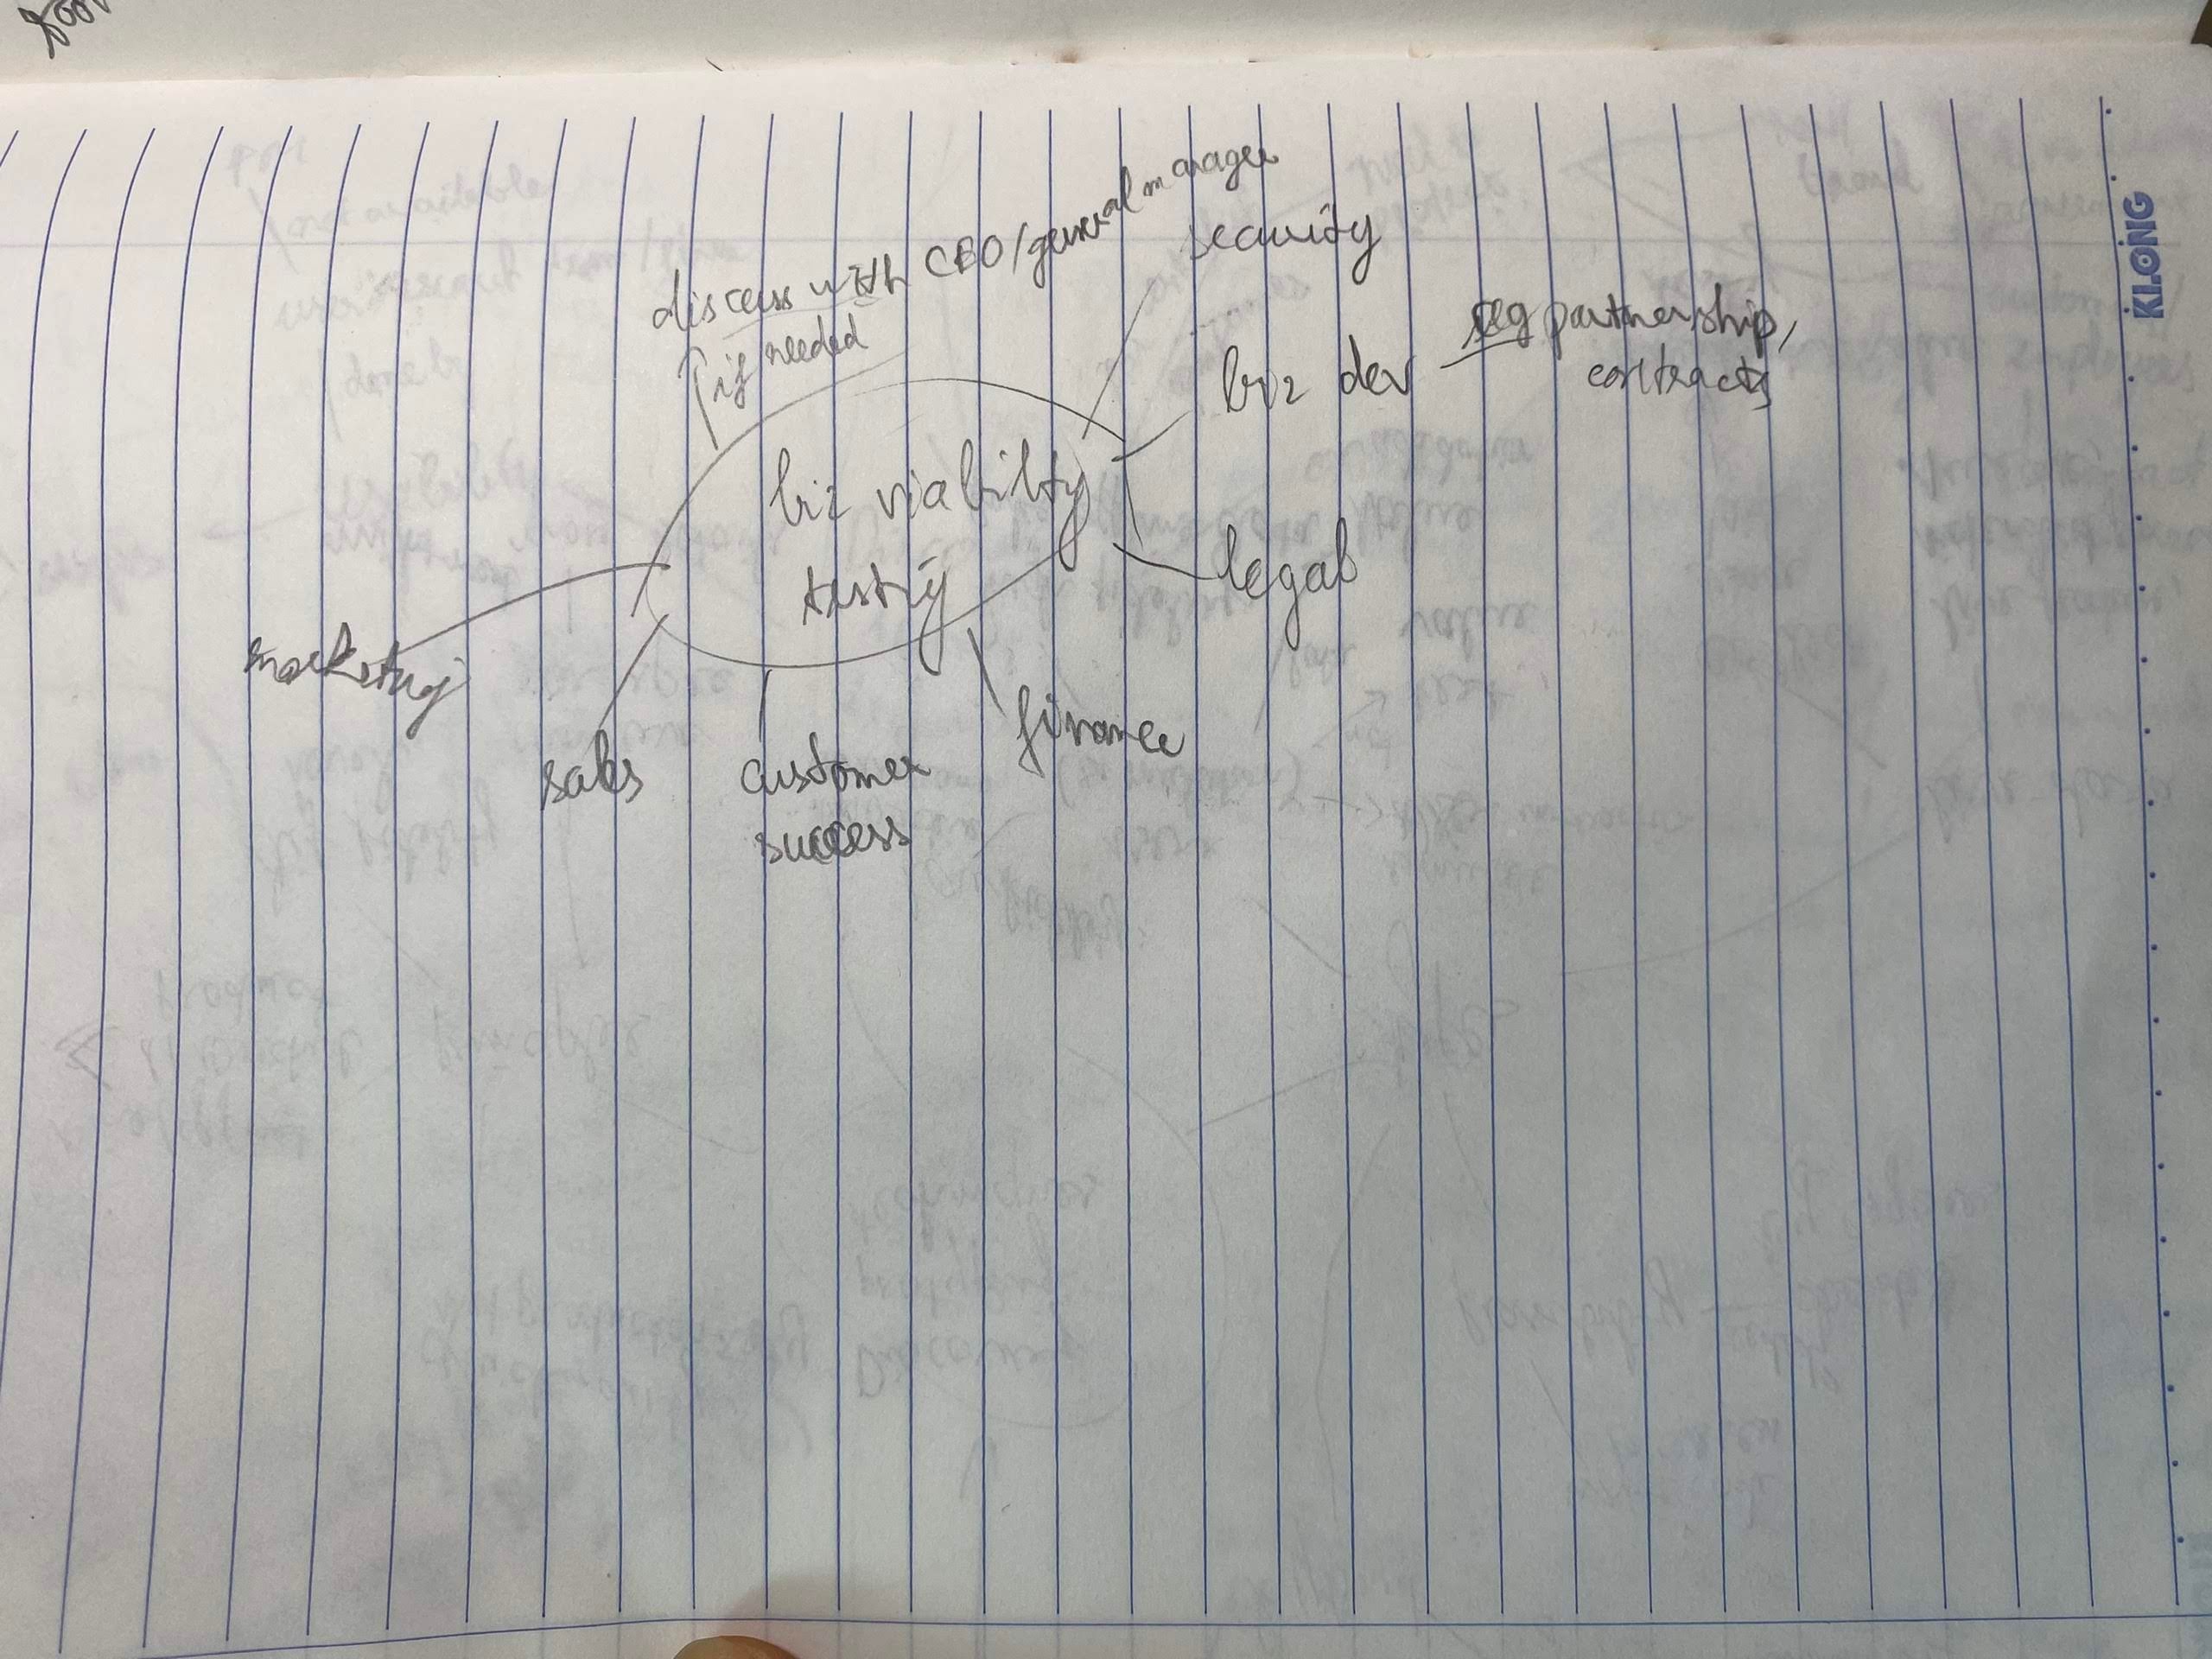 discuss with CEO/general manager
if needed
security
biz dev
eg partnership,
contracts
biz viability
testing
legal
marketing
sales
customer
success
finance
KLONG